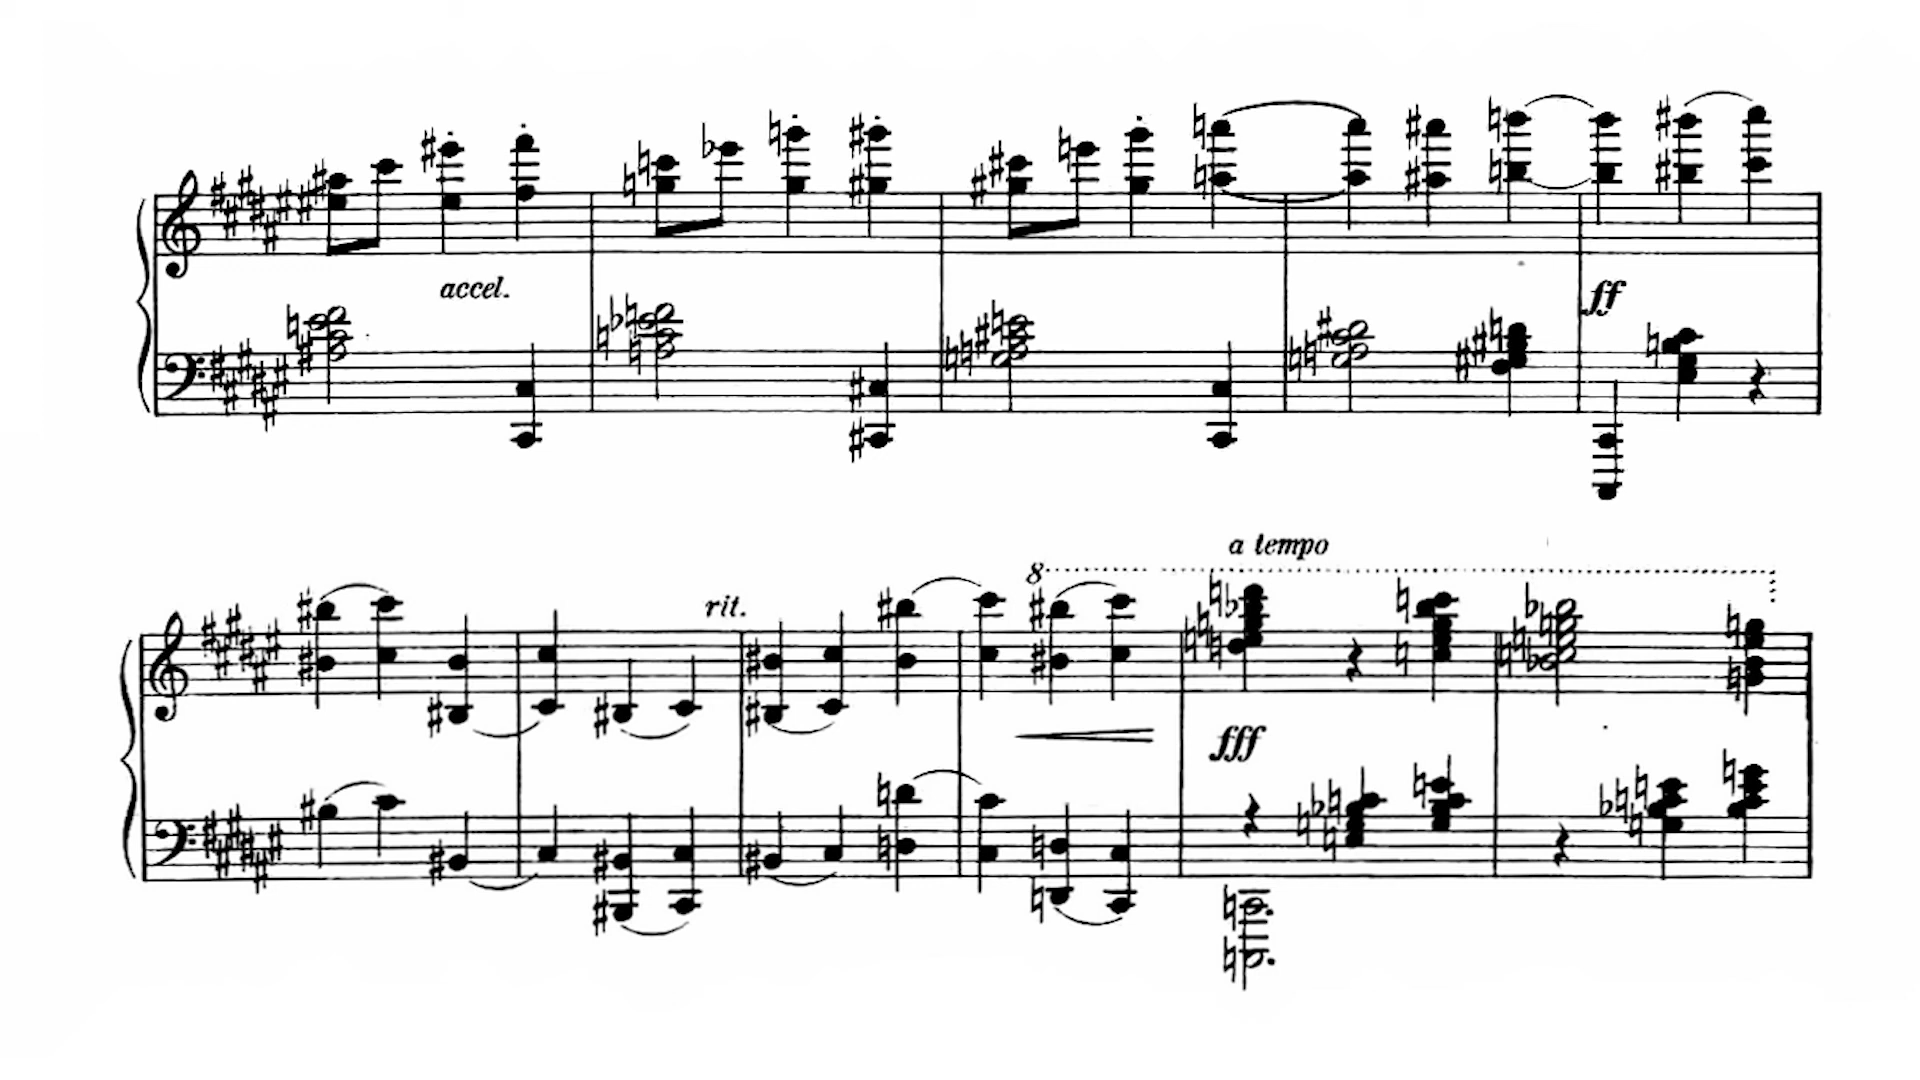 accel.
ff
a tempo
8
rit.
fff